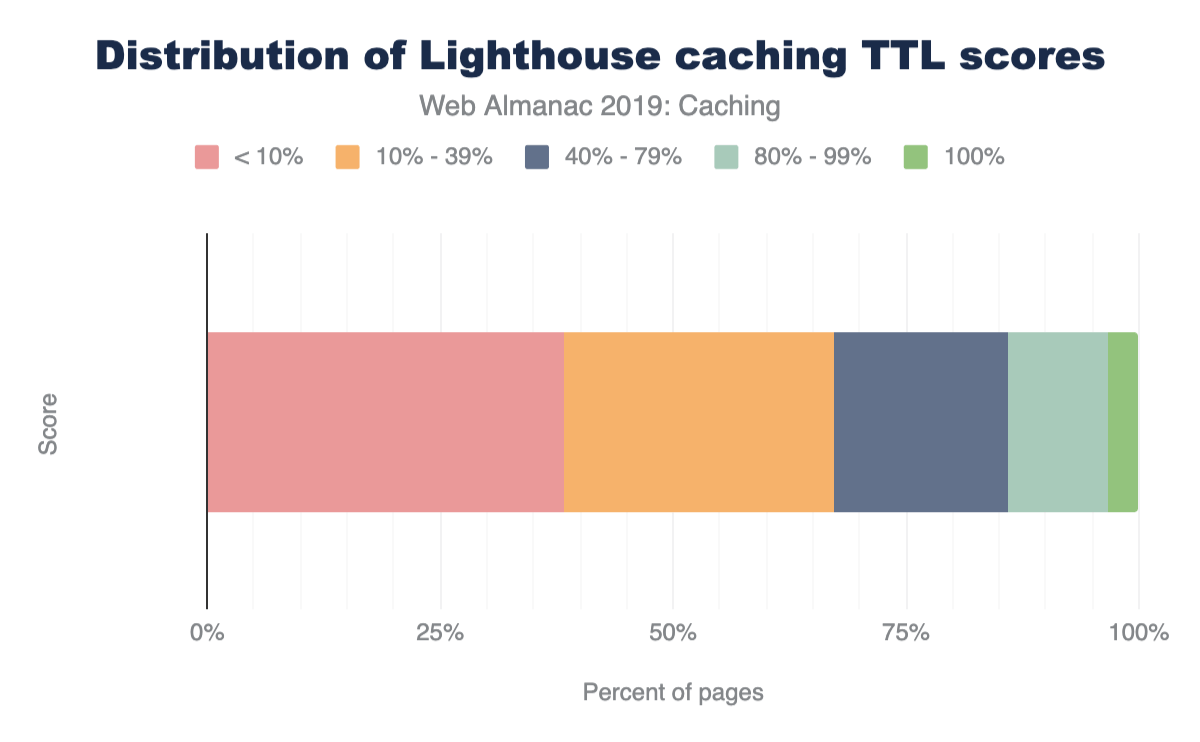 Distribution of Lighthouse caching TTL scores
Web Almanac 2019: Caching
< 10% 10% - 39% 40% - 79% 80% - 99% 100%
Score
0% 25% 50% 75% 100%
Percent of pages